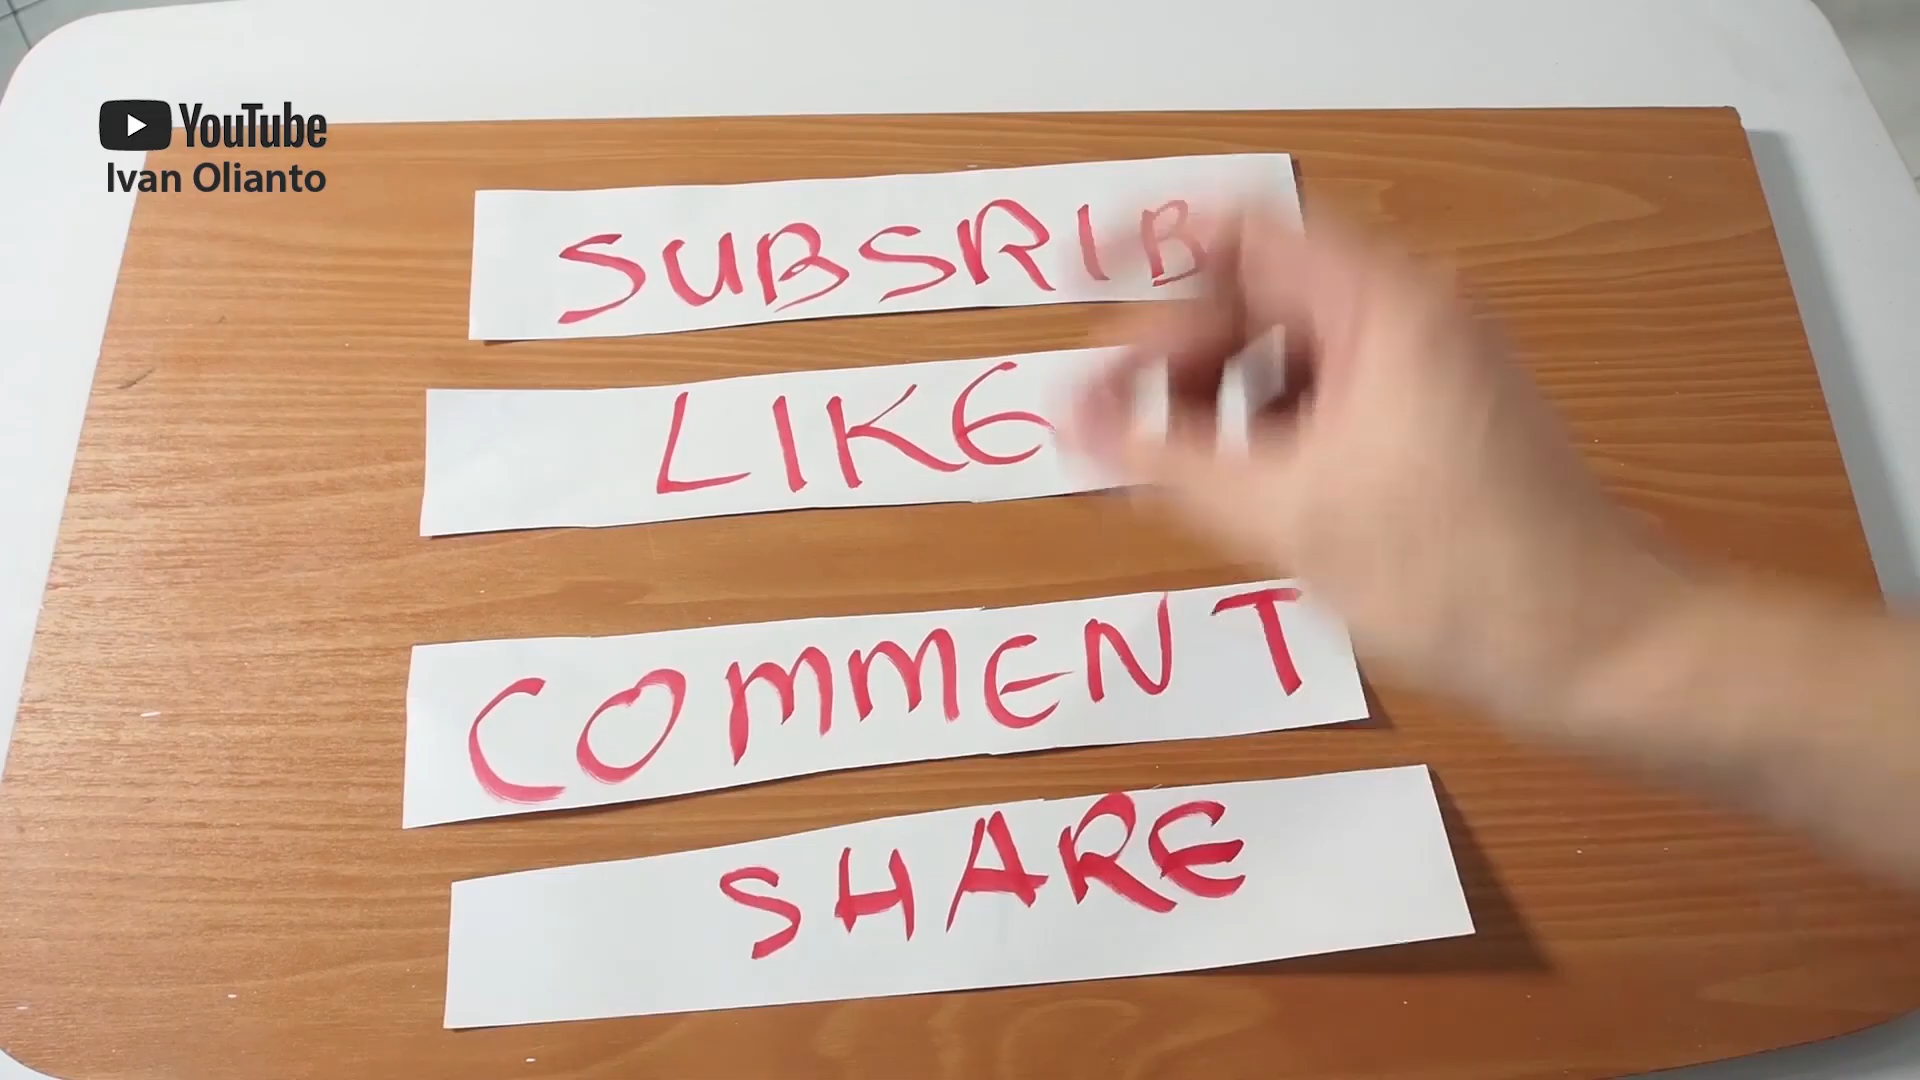 YouTube
Ivan Olianto
SUBSRIB
LIKE
COMMENT
SHARE